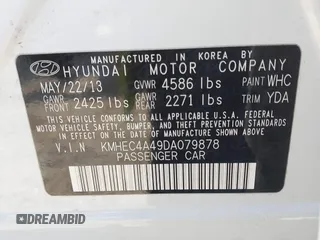 MANUFACTURED IN KOREA BY
HYUNDAI MOTOR COMPANY
MAY/22/13 GVWR 4586 lbs PAINT WHC
GAWR FRONT 2425 lbs GAWR REAR 2271 lbs TRIM YDA
THIS VEHICLE CONFORMS TO ALL APPLICABLE U.S. FEDERAL MOTOR VEHICLE SAFETY, BUMPER, AND THEFT PREVENTION STANDARDS IN EFFECT ON THE DATE OF MANUFACTURE SHOWN ABOVE.
V.I.N KMHEC4A49DA079878
PASSENGER CAR
DREAMBID
DREAMBID.COM